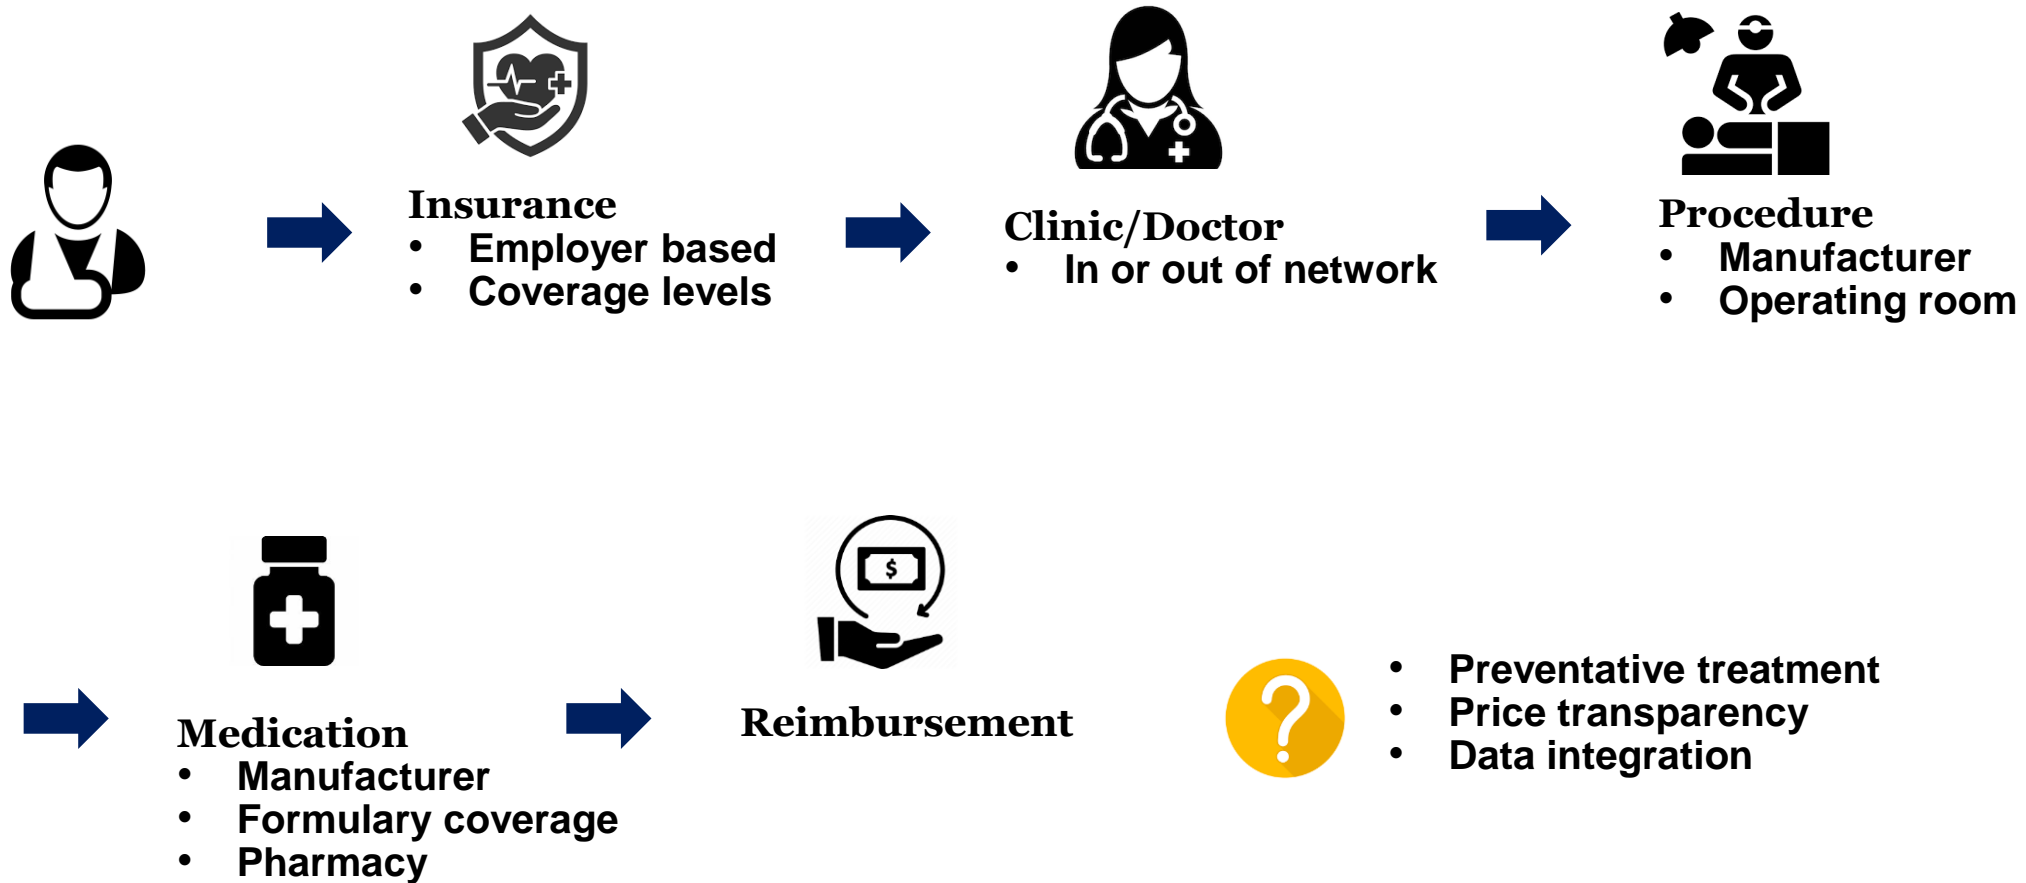 Insurance
• Employer based
• Coverage levels
Clinic/Doctor
• In or out of network
Procedure
• Manufacturer
• Operating room
$
Medication
• Manufacturer
• Formulary coverage
• Pharmacy
Reimbursement
?
• Preventative treatment
• Price transparency
• Data integration